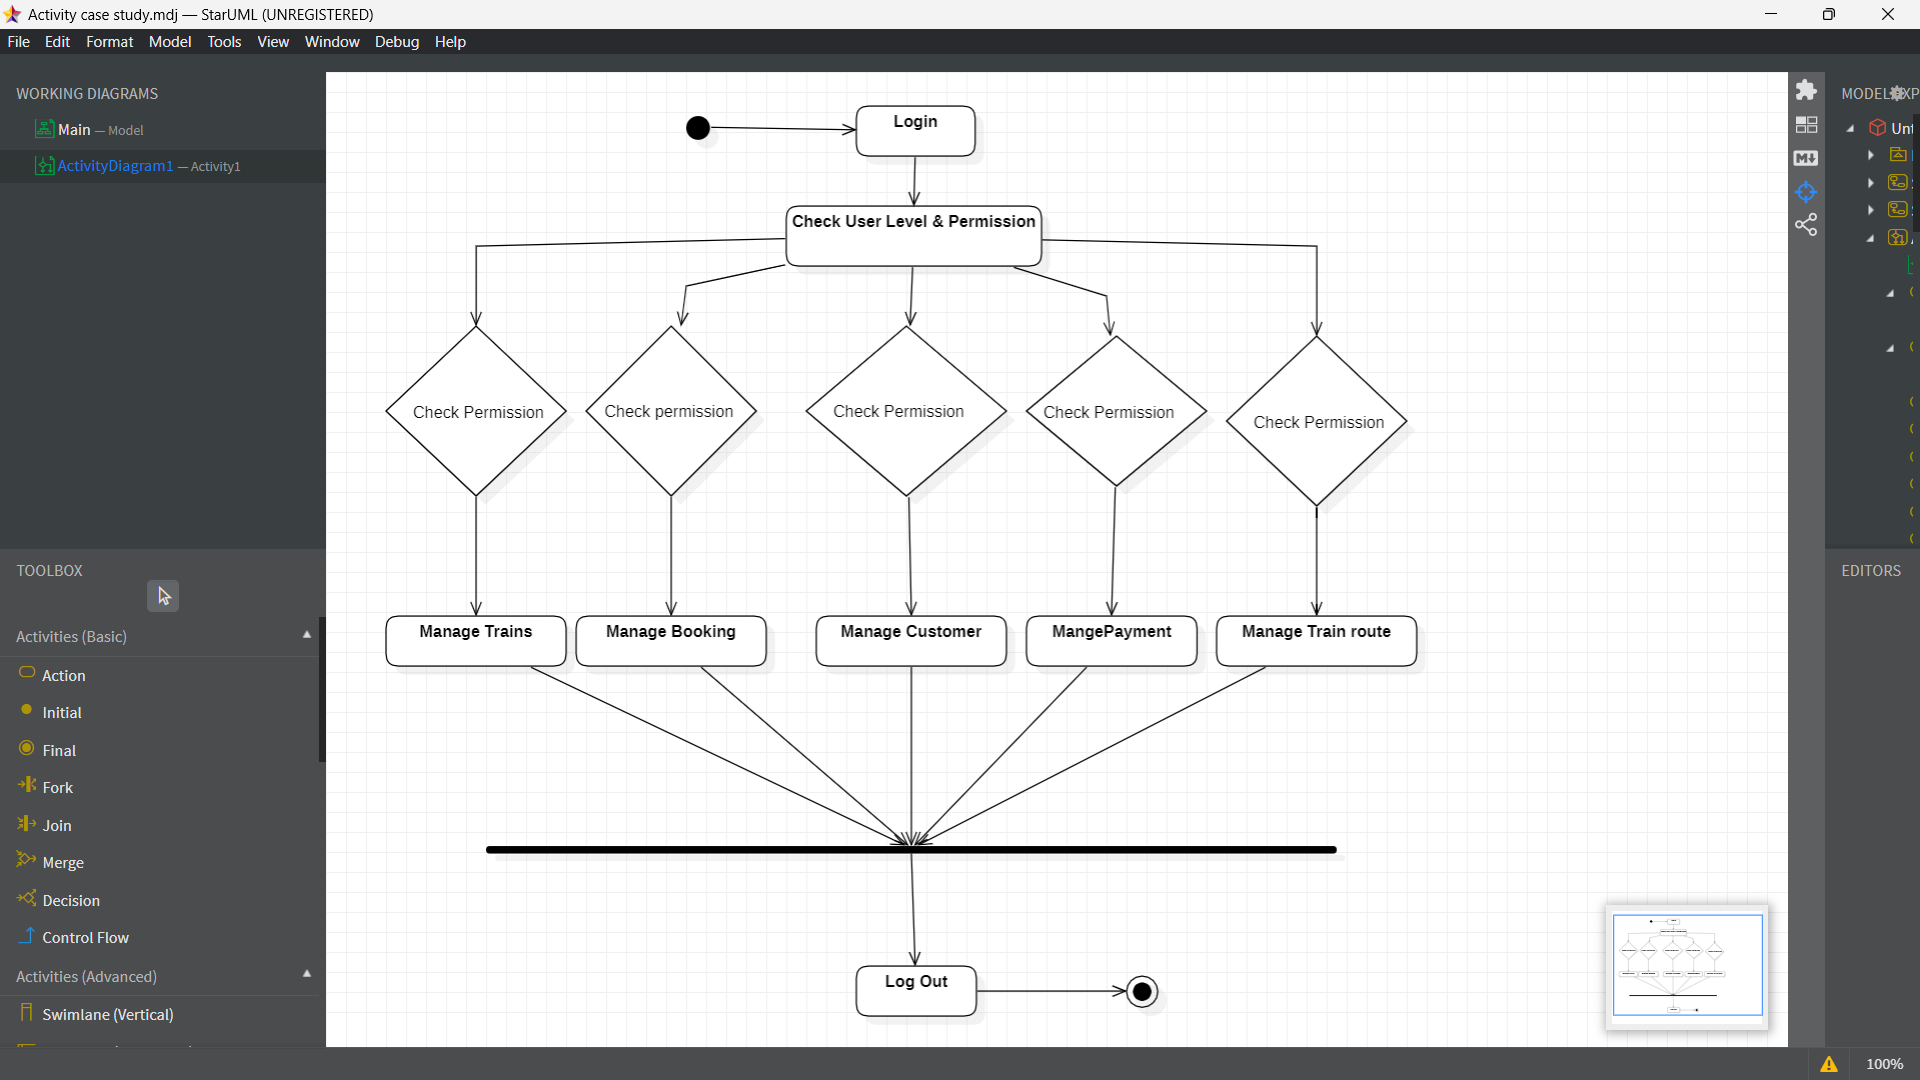 Activity case study.mdj — StarUML (UNREGISTERED)
File Edit Format Model Tools View Window Debug Help
WORKING DIAGRAMS
Main — Model
ActivityDiagram1 — Activity1
TOOLBOX
Activities (Basic)
Action
Initial
Final
Fork
Join
Merge
Decision
Control Flow
Activities (Advanced)
Swimlane (Vertical)
Login
Check User Level & Permission
Check Permission
Check permission
Check Permission
Check Permission
Check Permission
Manage Trains
Manage Booking
Manage Customer
MangePayment
Manage Train route
Log Out
M
MODEL EXP
Unt
EDITORS
100%